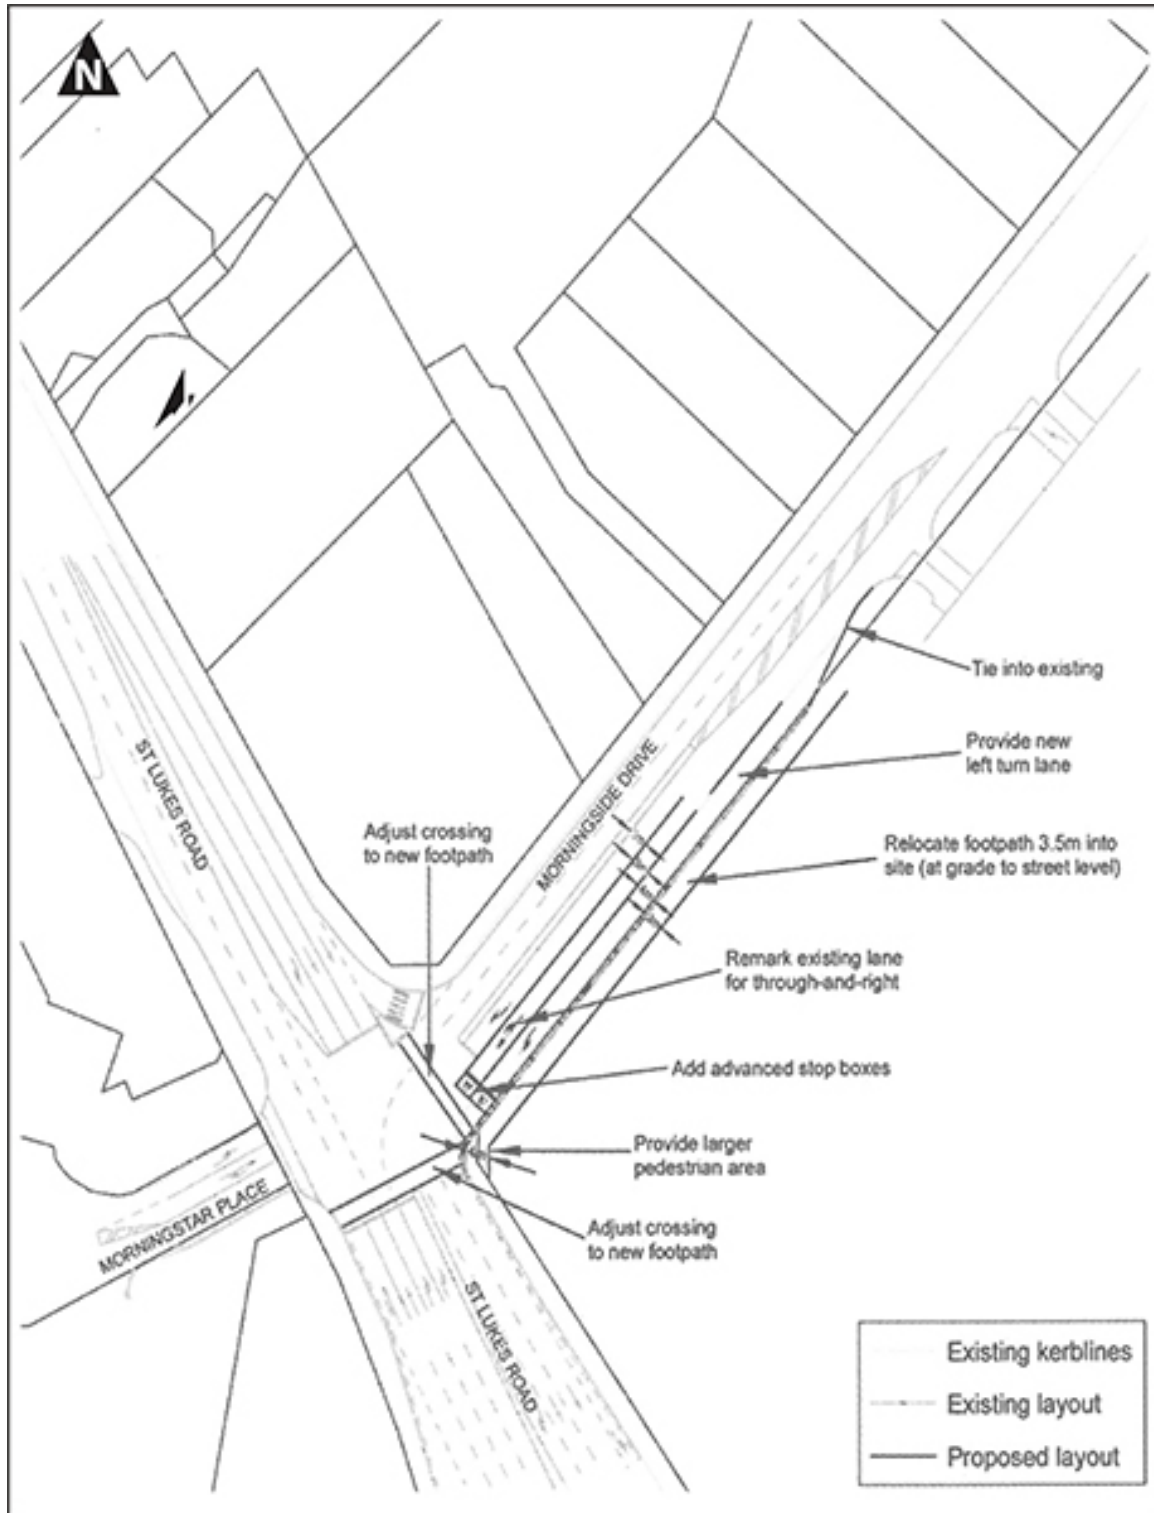 N
Tie into existing
Provide new
left turn lane
ST LUKES ROAD
MORNINGSIDE DRIVE
Adjust crossing
to new footpath
Relocate footpath 3.5m into
site (at grade to street level)
Remark existing lane
for through-and-right
Add advanced stop boxes
Provide larger
pedestrian area
MORNINGSTAR PLACE
Adjust crossing
to new footpath
ST LUKES ROAD
Existing kerblines
Existing layout
Proposed layout